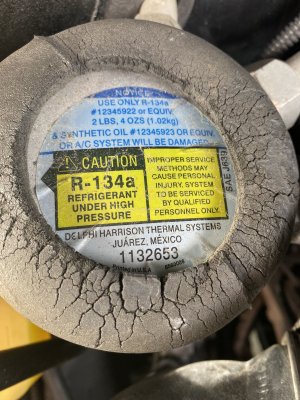 NOTICE
USE ONLY R-134a
#12345922 or EQUIV.
2 LBS, 4 OZS (1.02kg)
& SYNTHETIC OIL #12345923 OR EQUIV.
OR A/C SYSTEM WILL BE DAMAGED
CAUTION
R-134a
REFRIGERANT
UNDER HIGH
PRESSURE
IMPROPER SERVICE
METHODS MAY
CAUSE PERSONAL
INJURY. SYSTEM
TO BE SERVICED
BY QUALIFIED
PERSONNEL ONLY.
SAE J639
DELPHI HARRISON THERMAL SYSTEMS
JUÁREZ, MÉXICO
1132653